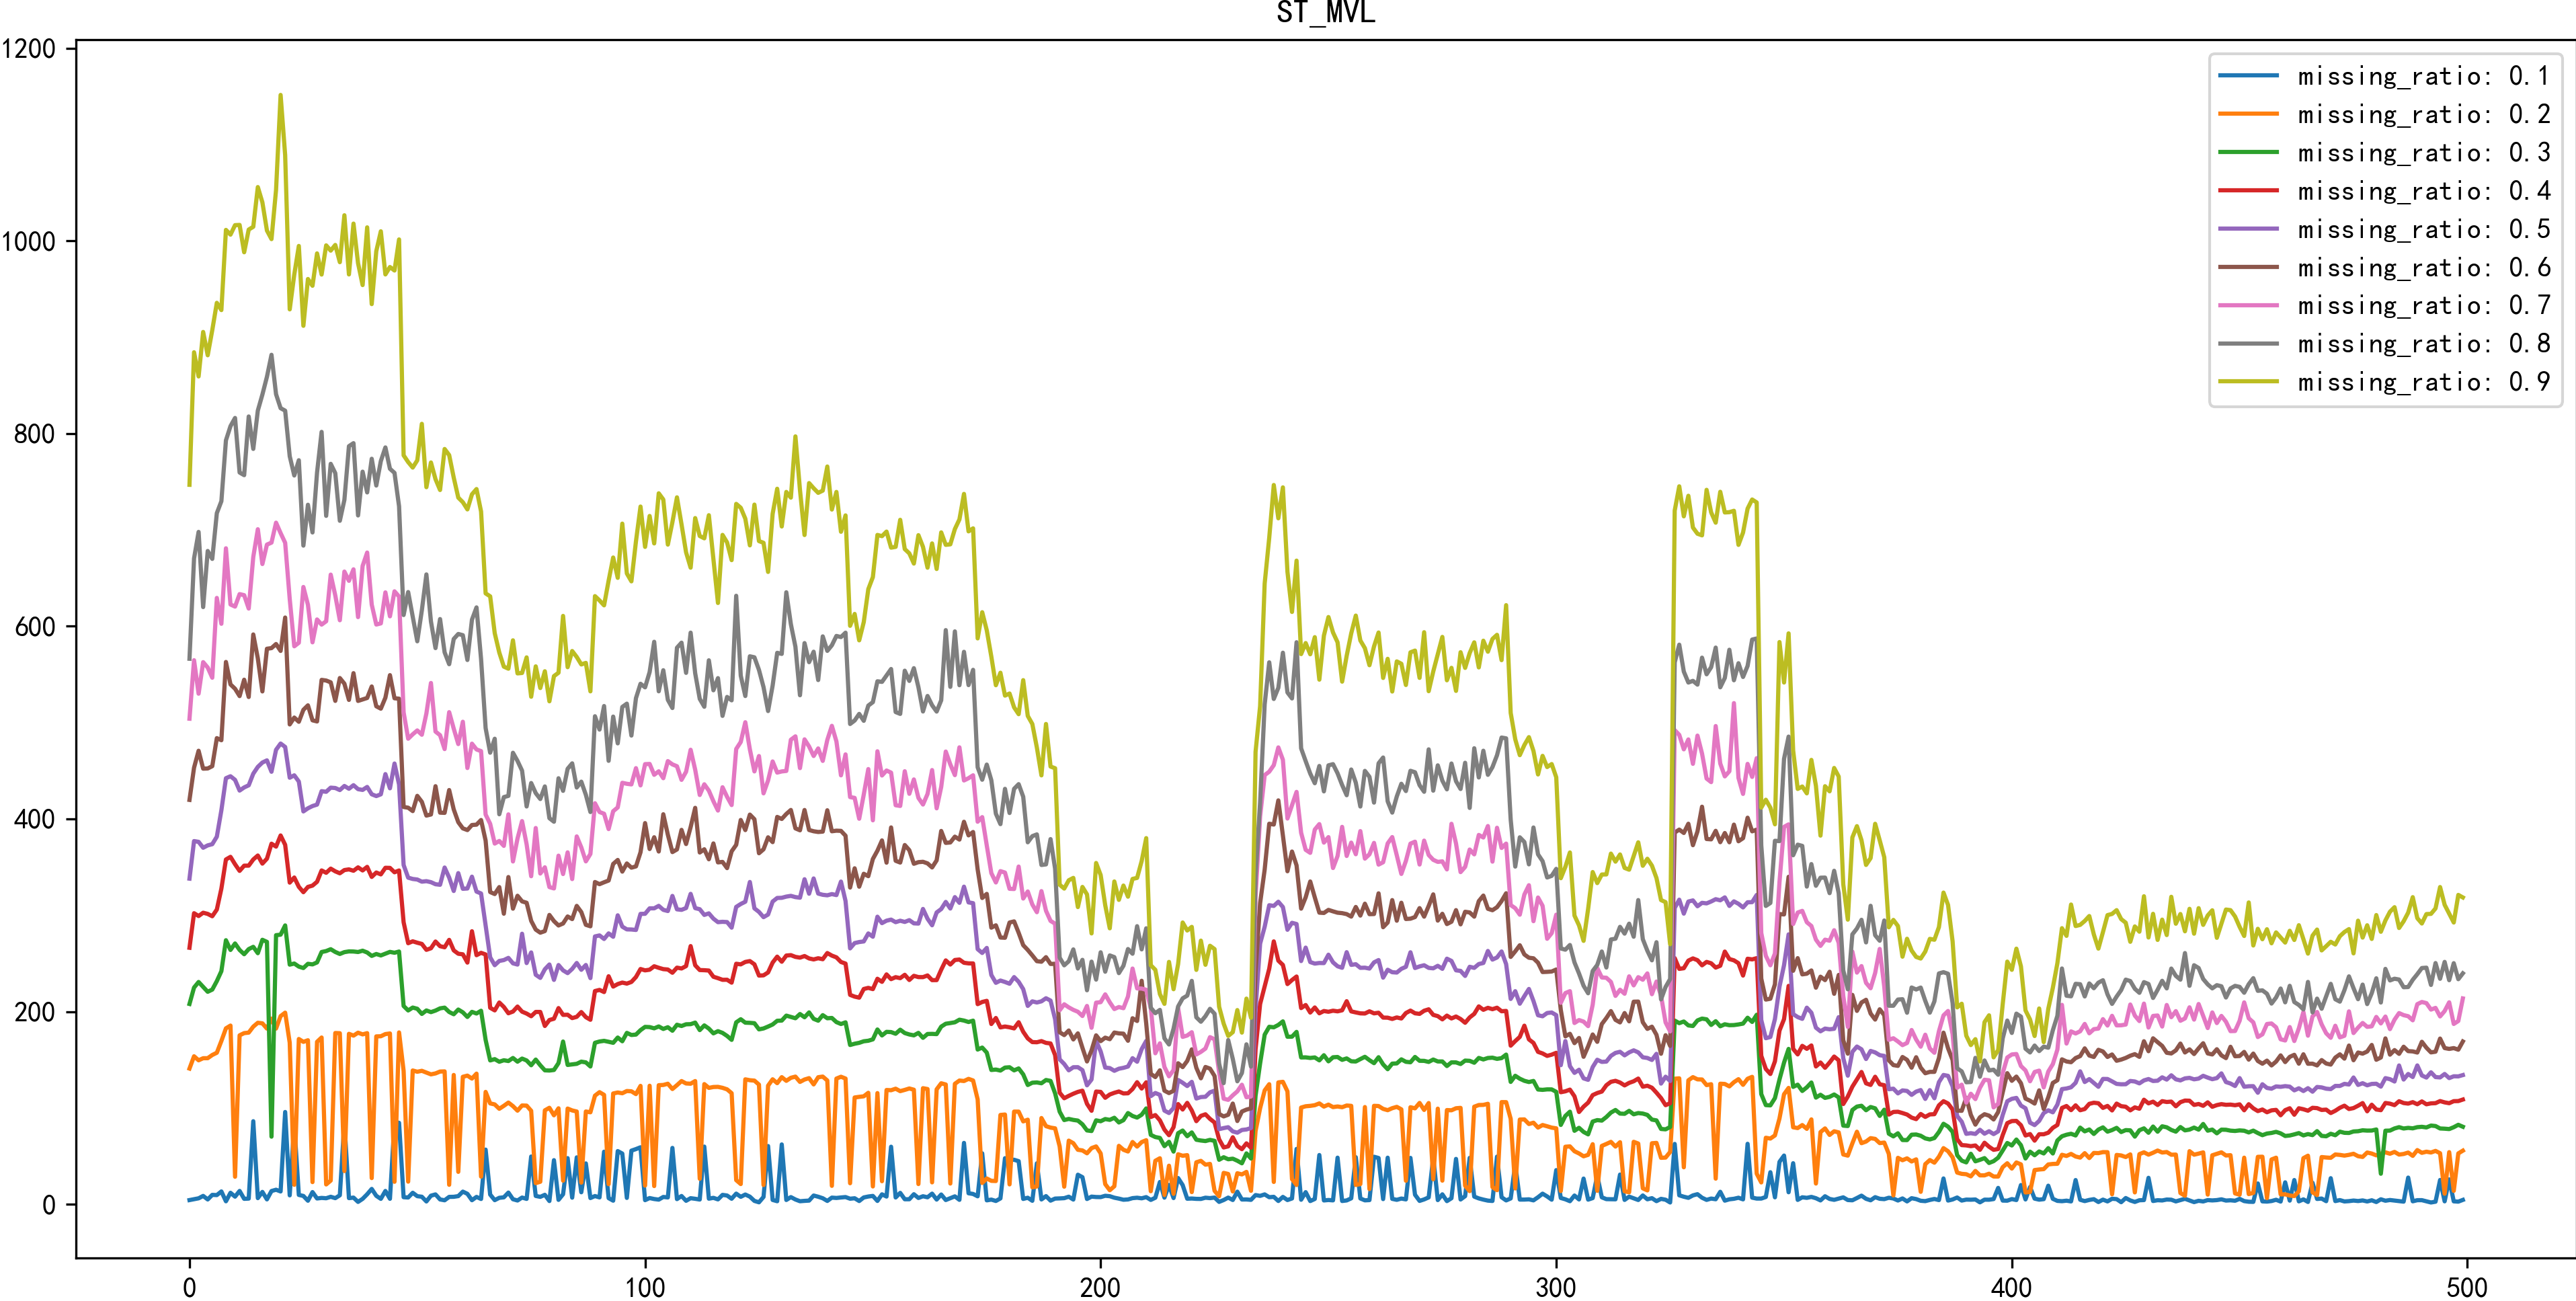 ST_MVL
1200
1000
800
600
400
200
0
0 100 200 300 400 500
missing_ratio: 0.1
missing_ratio: 0.2
missing_ratio: 0.3
missing_ratio: 0.4
missing_ratio: 0.5
missing_ratio: 0.6
missing_ratio: 0.7
missing_ratio: 0.8
missing_ratio: 0.9